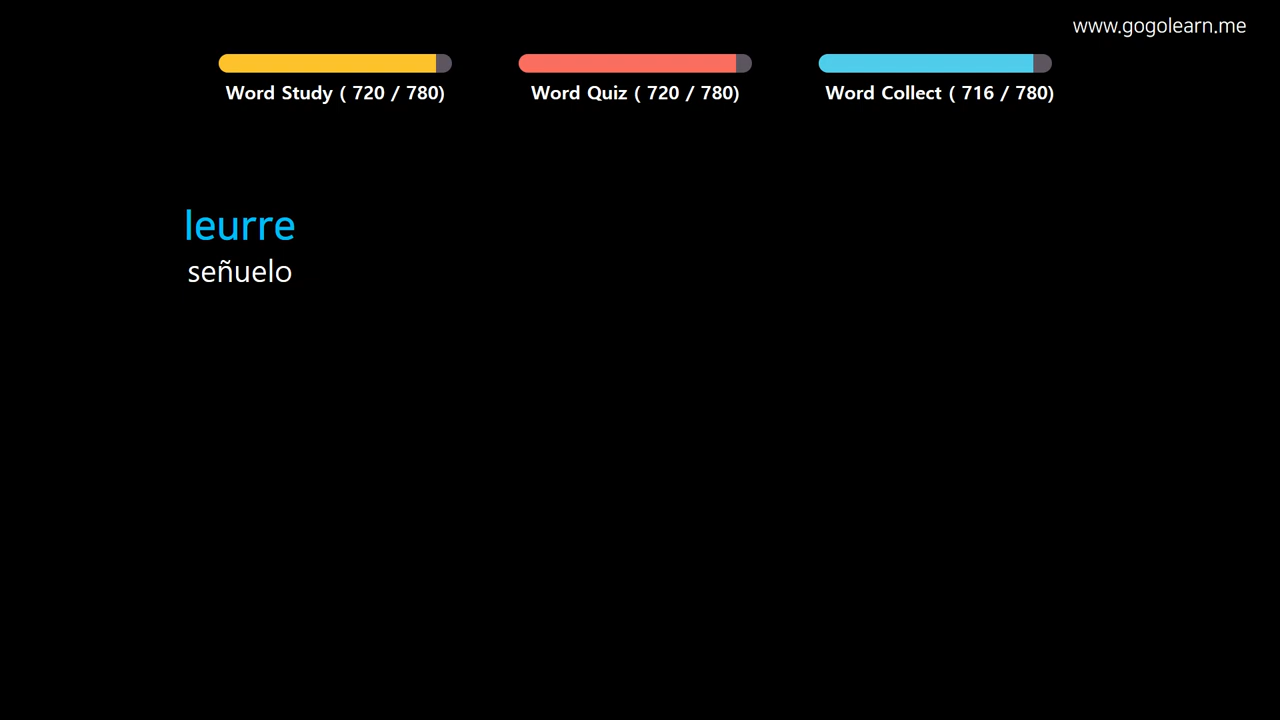 www.gogolearn.me
Word Study ( 720 / 780)
Word Quiz ( 720 / 780)
Word Collect ( 716 / 780)
leurre
señuelo